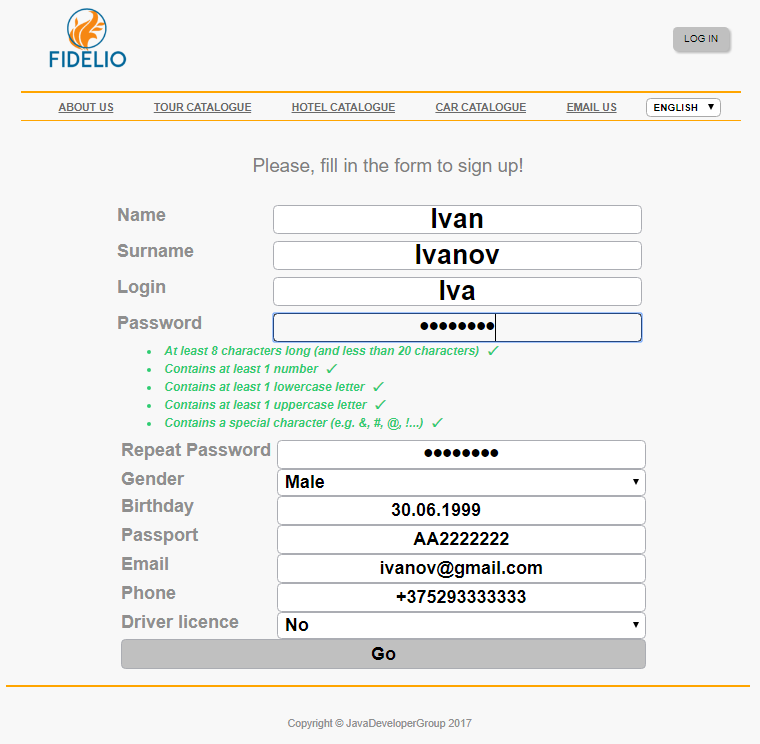 FIDELIO
LOG IN
ABOUT US TOUR CATALOGUE HOTEL CATALOGUE CAR CATALOGUE EMAIL US ENGLISH ▼
Please, fill in the form to sign up!
Name Ivan
Surname Ivanov
Login Iva
Password ••••••••
• At least 8 characters long (and less than 20 characters) ✓
• Contains at least 1 number ✓
• Contains at least 1 lowercase letter ✓
• Contains at least 1 uppercase letter ✓
• Contains a special character (e.g. &, #, @, !...) ✓
Repeat Password ••••••••
Gender Male ▼
Birthday 30.06.1999
Passport AA2222222
Email ivanov@gmail.com
Phone +375293333333
Driver licence No ▼
Go
Copyright © JavaDeveloperGroup 2017